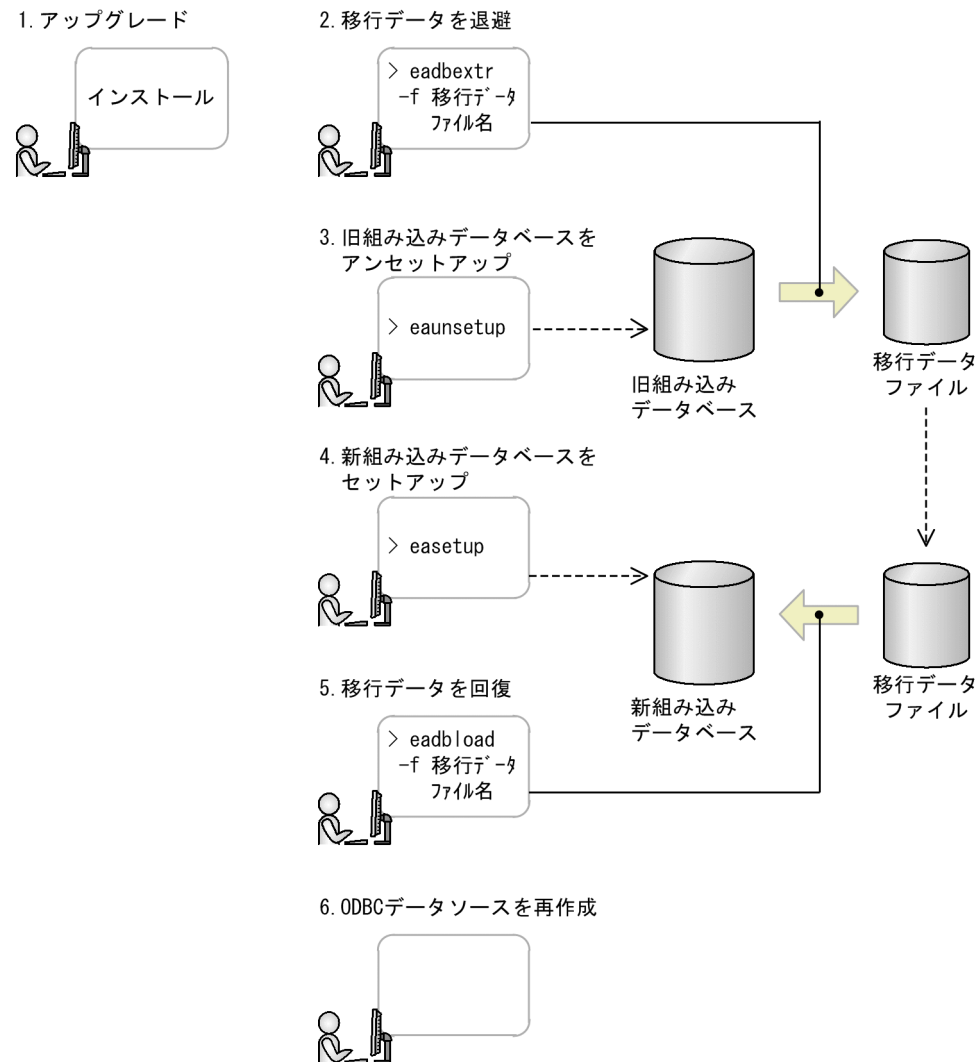 1.アップグレード
インストール
2.移行データを退避
> eadbextr
-f 移行ﾃﾞｰﾀ
ﾌｧｲﾙ名
3.旧組み込みデータベースを
アンセットアップ
> eaunsetup
旧組み込み
データベース
移行データ
ファイル
4.新組み込みデータベースを
セットアップ
> easetup
新組み込み
データベース
移行データ
ファイル
5.移行データを回復
> eadbload
-f 移行ﾃﾞｰﾀ
ﾌｧｲﾙ名
6.ODBCデータソースを再作成